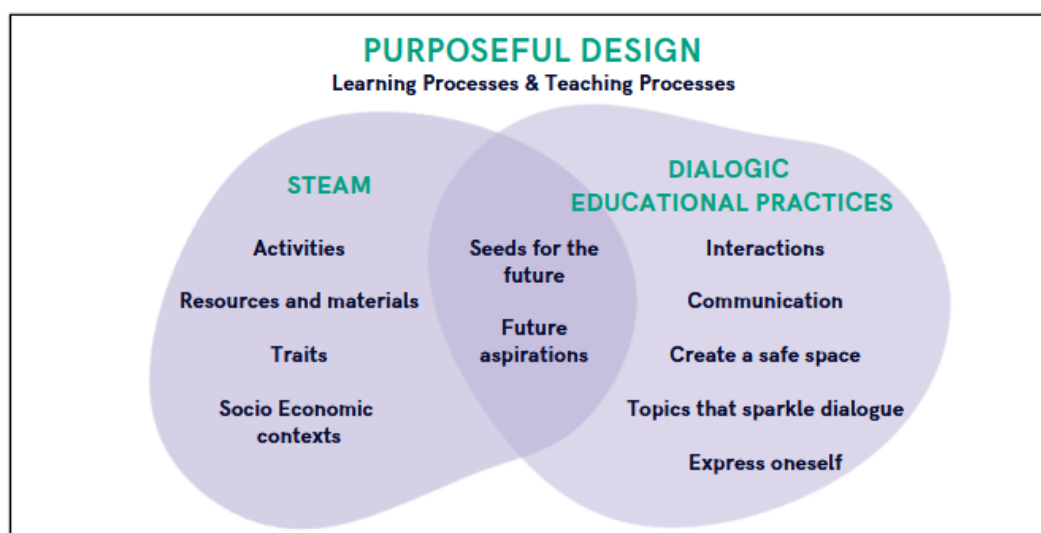 PURPOSEFUL DESIGN
Learning Processes & Teaching Processes
STEAM
Activities
Resources and materials
Traits
Socio Economic
contexts
Seeds for the
future
Future
aspirations
DIALOGIC
EDUCATIONAL PRACTICES
Interactions
Communication
Create a safe space
Topics that sparkle dialogue
Express oneself